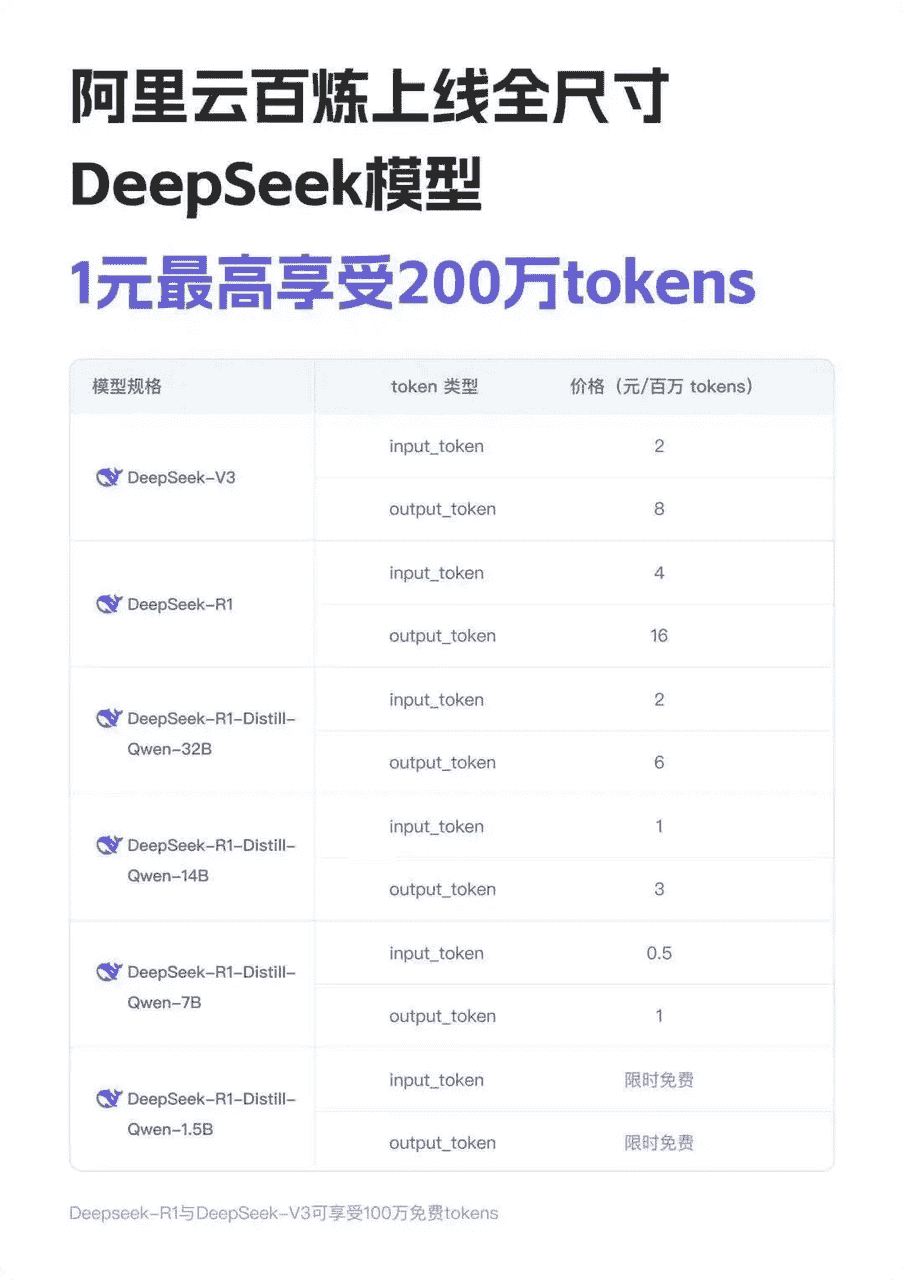 阿里云百炼上线全尺寸
DeepSeek模型
1元最高享受200万tokens
模型规格 token 类型 价格（元/百万 tokens）
DeepSeek-V3
input_token 2
output_token 8
DeepSeek-R1
input_token 4
output_token 16
DeepSeek-R1-Distill-
Qwen-32B
input_token 2
output_token 6
DeepSeek-R1-Distill-
Qwen-14B
input_token 1
output_token 3
DeepSeek-R1-Distill-
Qwen-7B
input_token 0.5
output_token 1
DeepSeek-R1-Distill-
Qwen-1.5B
input_token 限时免费
output_token 限时免费
Deepseek-R1与DeepSeek-V3可享受100万免费tokens